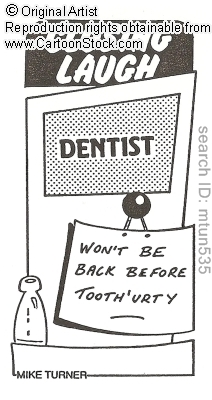 © Original Artist
Reproduction rights obtainable from
www.CartoonStock.com
LAUGH
DENTIST
WON'T BE
BACK BEFORE
TOOTH'URTY
MIKE TURNER
search ID: mtun535